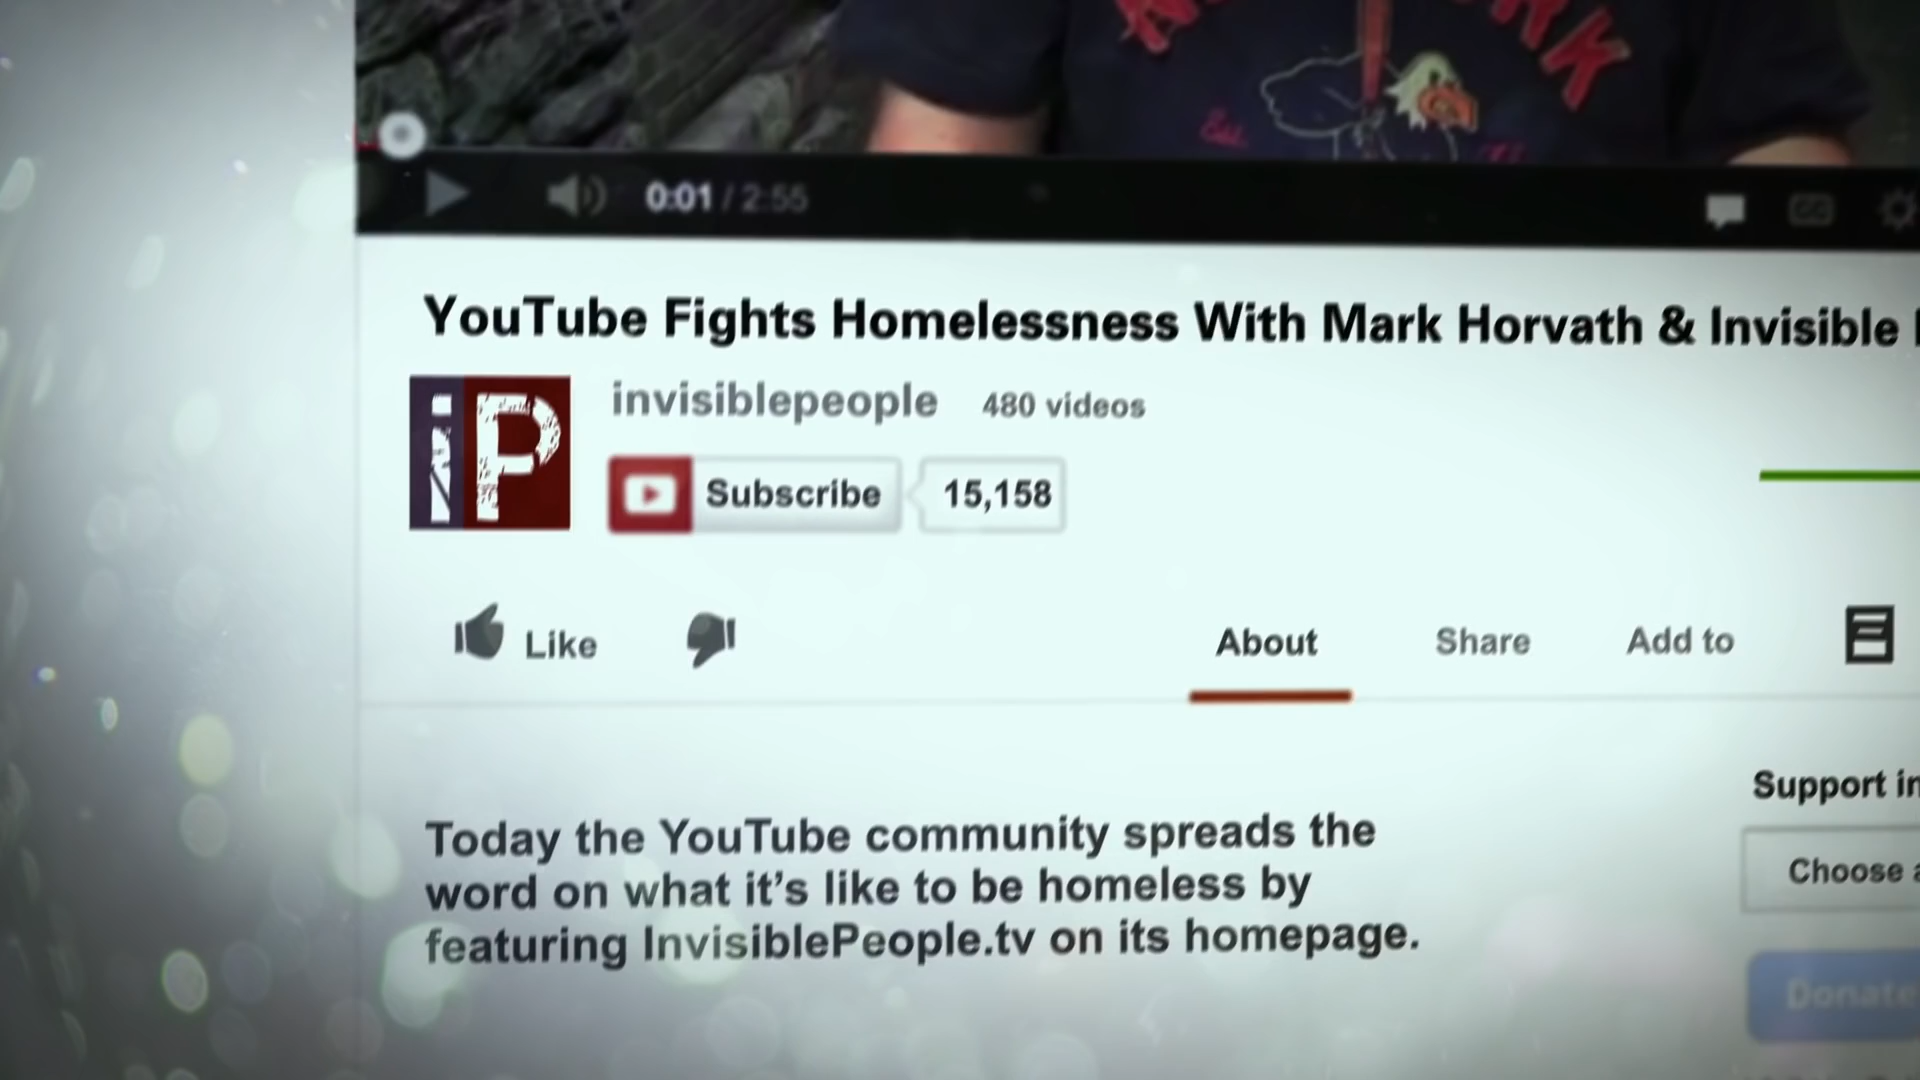 0:01 / 2:55
CC
YouTube Fights Homelessness With Mark Horvath & Invisible
iP
invisiblepeople 480 videos
Subscribe 15,158
Like About Share Add to
Support in
Choose a
Today the YouTube community spreads the
word on what it’s like to be homeless by
featuring InvisiblePeople.tv on its homepage.
Donate